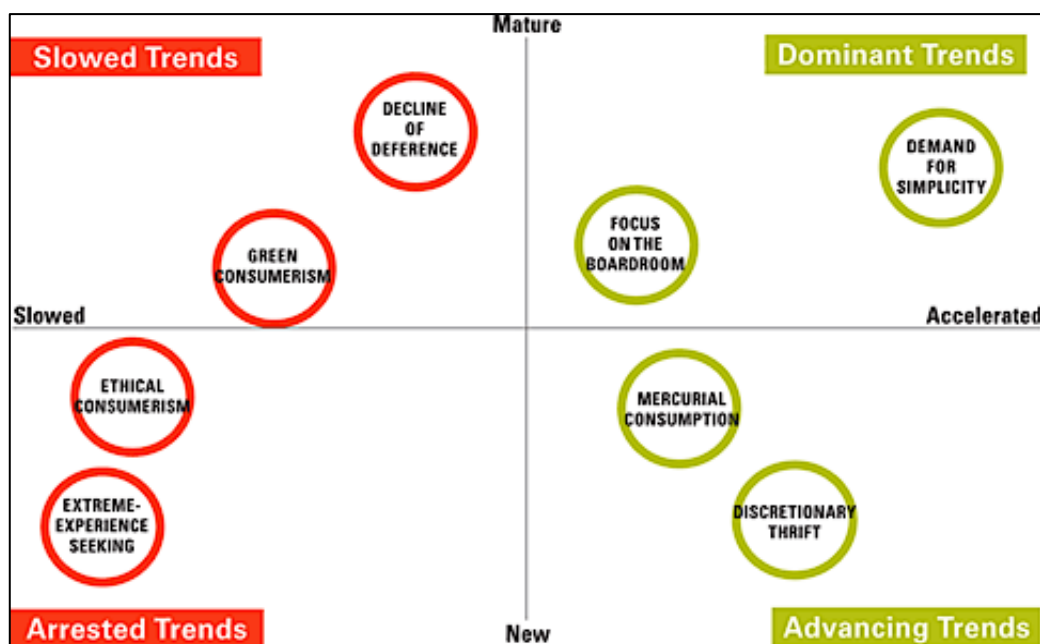 Mature
Slowed Trends
Dominant Trends
DECLINE
OF
DEFERENCE
DEMAND
FOR
SIMPLICITY
FOCUS
ON THE
BOARDROOM
GREEN
CONSUMERISM
Slowed
Accelerated
ETHICAL
CONSUMERISM
MERCURIAL
CONSUMPTION
EXTREME-
EXPERIENCE
SEEKING
DISCRETIONARY
THRIFT
Arrested Trends
New
Advancing Trends